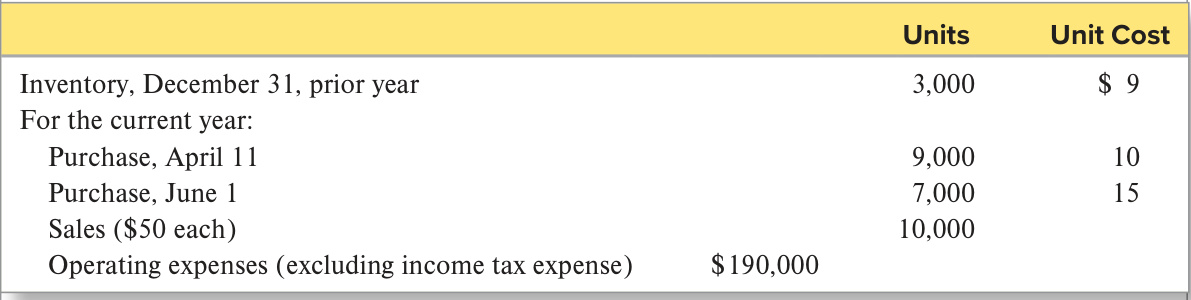 Units Unit Cost
Inventory, December 31, prior year 3,000 $ 9
For the current year:
Purchase, April 11 9,000 10
Purchase, June 1 7,000 15
Sales ($50 each) 10,000
Operating expenses (excluding income tax expense) $190,000